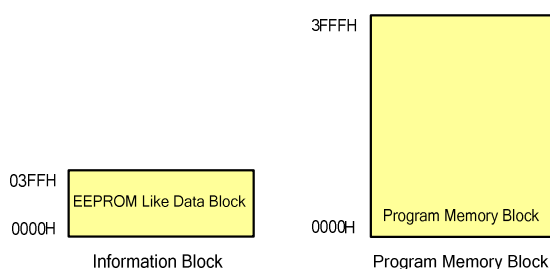 3FFFH
03FFH
EEPROM Like Data Block
0000H
Program Memory Block
0000H
Information Block
Program Memory Block